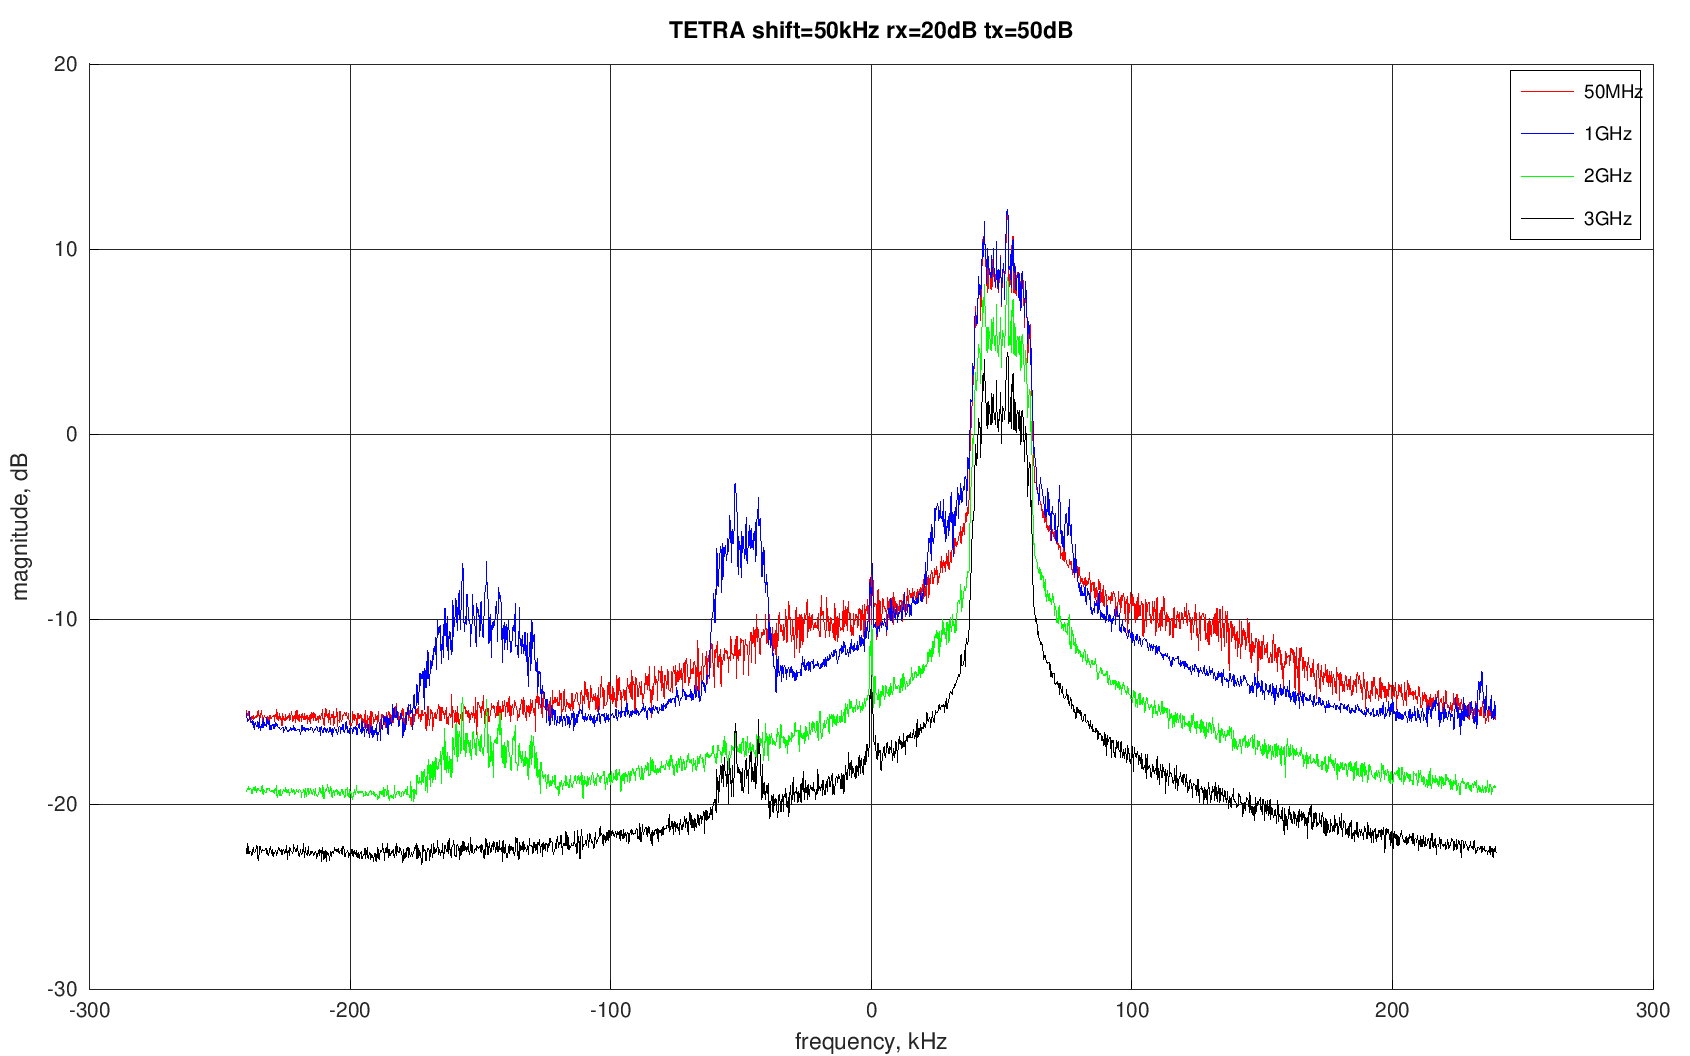 TETRA shift=50kHz rx=20dB tx=50dB
20
10
0
-10
-20
-30
magnitude, dB
-300
-200
-100
0
100
200
300
frequency, kHz
50MHz
1GHz
2GHz
3GHz